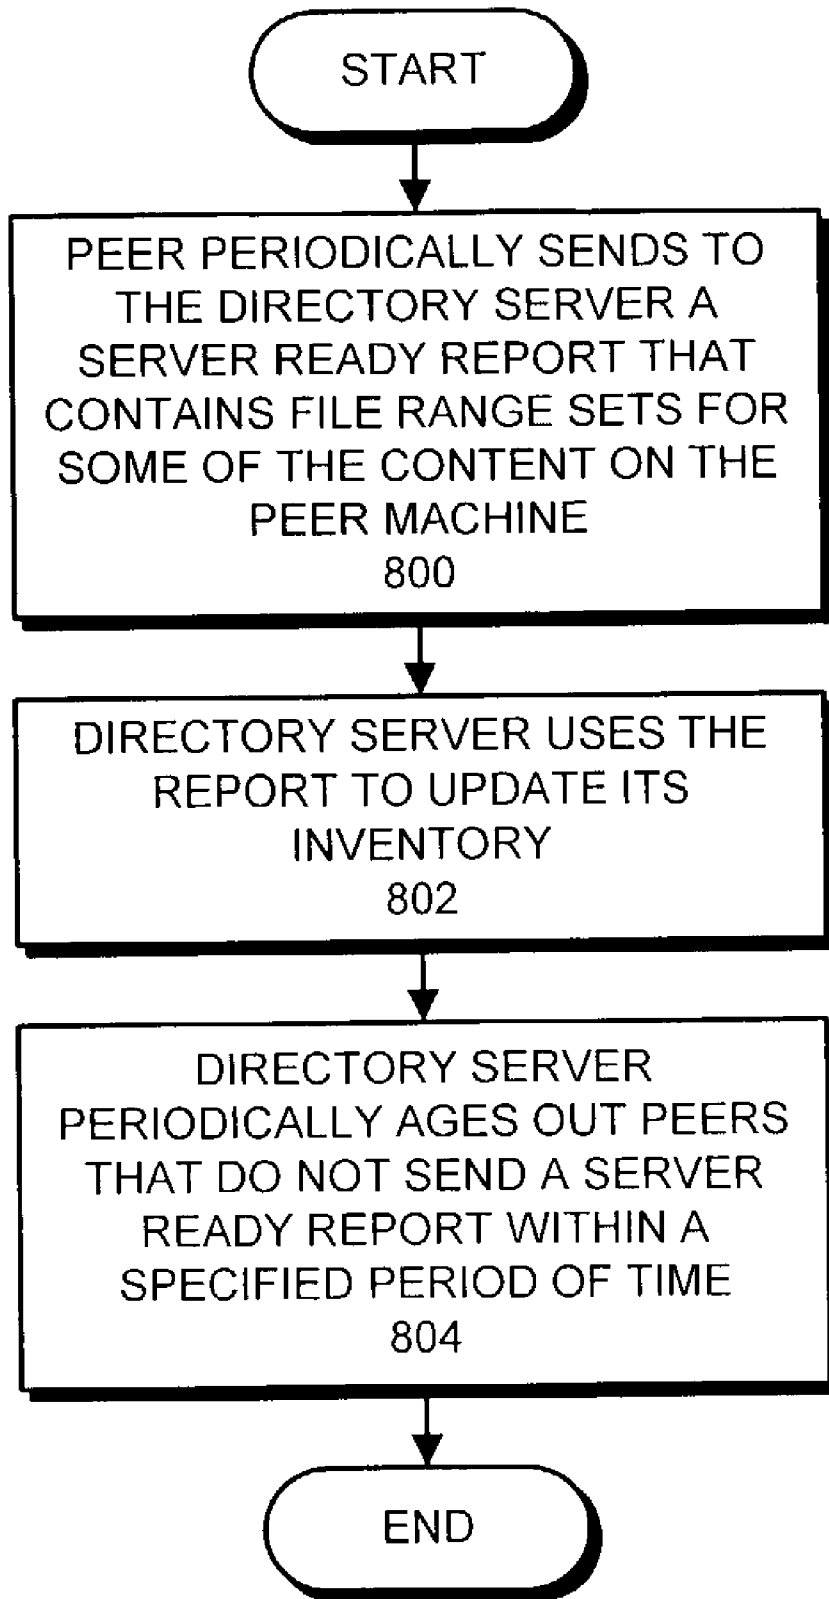 START
PEER PERIODICALLY SENDS TO
THE DIRECTORY SERVER A
SERVER READY REPORT THAT
CONTAINS FILE RANGE SETS FOR
SOME OF THE CONTENT ON THE
PEER MACHINE
800
DIRECTORY SERVER USES THE
REPORT TO UPDATE ITS
INVENTORY
802
DIRECTORY SERVER
PERIODICALLY AGES OUT PEERS
THAT DO NOT SEND A SERVER
READY REPORT WITHIN A
SPECIFIED PERIOD OF TIME
804
END